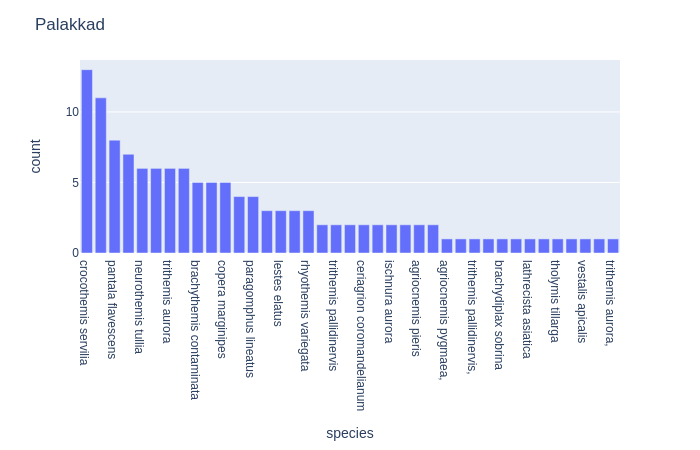 Palakkad
count
10
5
0
crocothemis servilia
pantala flavescens
neurothemis tullia
trithemis aurora
brachythemis contaminata
copera marginipes
paragomphus lineatus
lestes elatus
rhyothemis variegata
trithemis pallidinervis
ceriagrion coromandelianum
ischnura aurora
agriocnemis pieris
agriocnemis pygmaea,
trithemis pallidinervis,
brachydiplax sobrina
lathrecista asiatica
tholymis tillarga
vestalis apicalis
trithemis aurora,
species